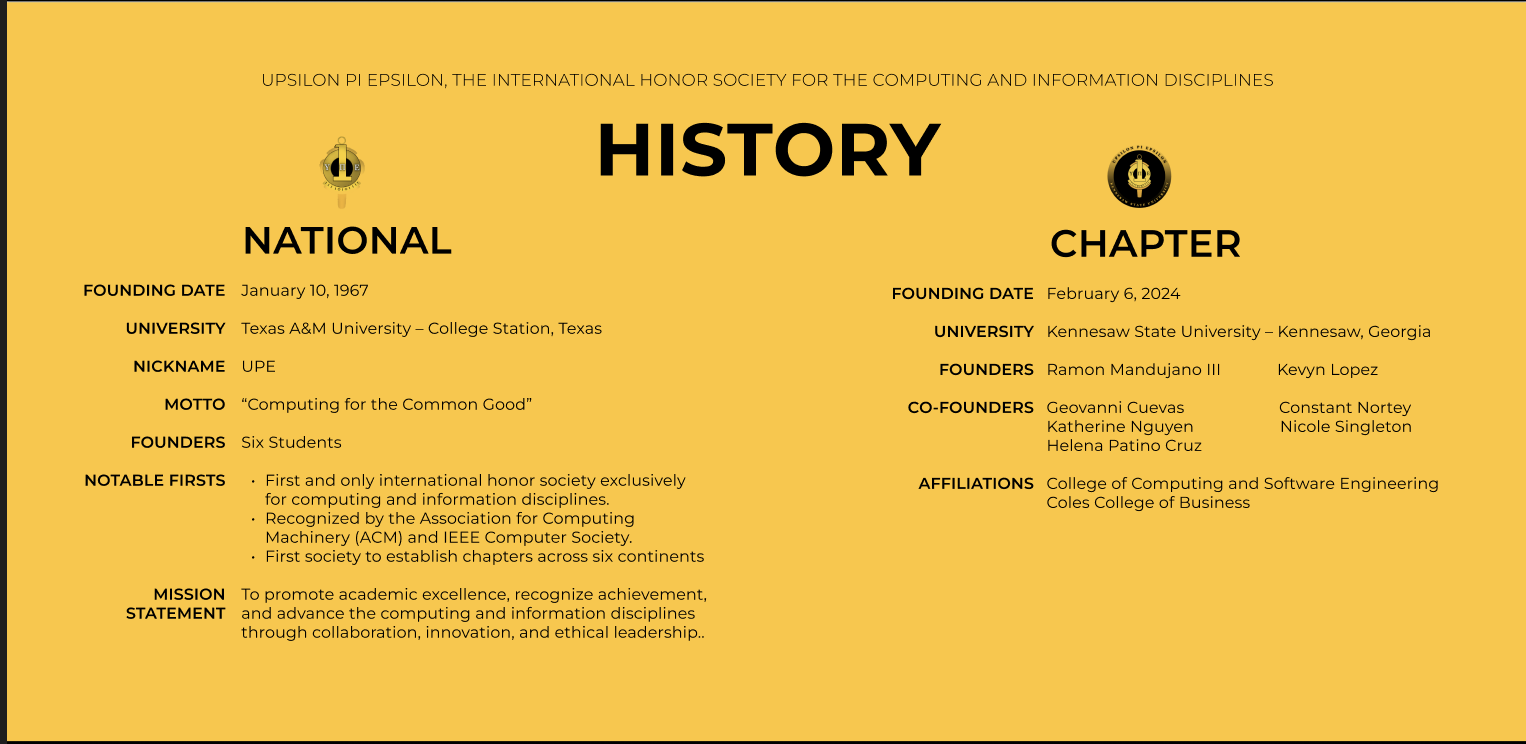 UPSILON PI EPSILON, THE INTERNATIONAL HONOR SOCIETY FOR THE COMPUTING AND INFORMATION DISCIPLINES
HISTORY
NATIONAL
FOUNDING DATE January 10, 1967
UNIVERSITY Texas A&M University – College Station, Texas
NICKNAME UPE
MOTTO “Computing for the Common Good”
FOUNDERS Six Students
NOTABLE FIRSTS • First and only international honor society exclusively
for computing and information disciplines.
• Recognized by the Association for Computing
Machinery (ACM) and IEEE Computer Society.
• First society to establish chapters across six continents
MISSION To promote academic excellence, recognize achievement,
STATEMENT and advance the computing and information disciplines
through collaboration, innovation, and ethical leadership..
UPSILON PI EPSILON
KENNESAW STATE UNIVERSITY
CHAPTER
FOUNDING DATE February 6, 2024
UNIVERSITY Kennesaw State University – Kennesaw, Georgia
FOUNDERS Ramon Mandujano III Kevyn Lopez
CO-FOUNDERS Geovanni Cuevas Constant Nortey
Katherine Nguyen Nicole Singleton
Helena Patino Cruz
AFFILIATIONS College of Computing and Software Engineering
Coles College of Business